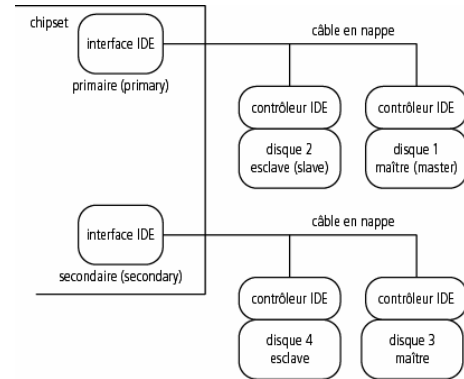 chipset
interface IDE
primaire (primary)
câble en nappe
contrôleur IDE
disque 2
esclave (slave)
contrôleur IDE
disque 1
maître (master)
interface IDE
secondaire (secondary)
câble en nappe
contrôleur IDE
disque 4
esclave
contrôleur IDE
disque 3
maître